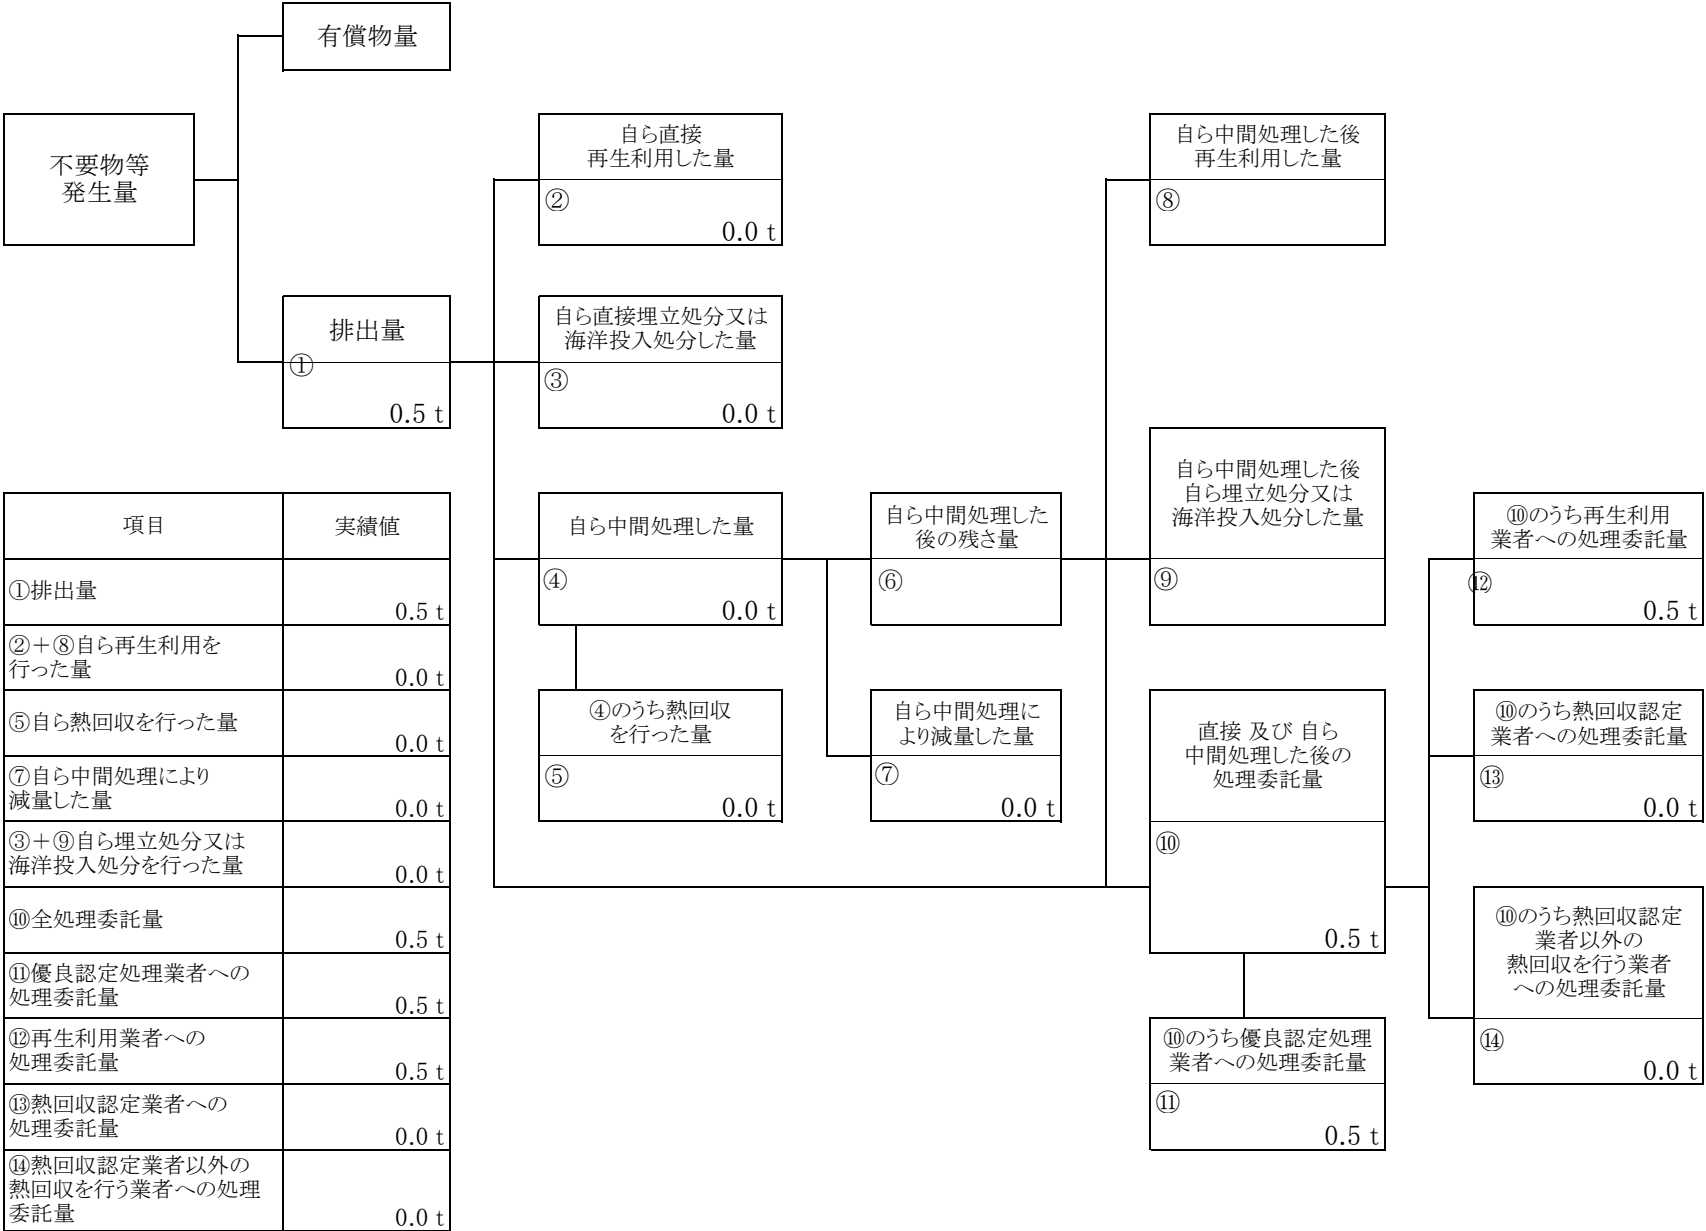 有償物量
不要物等
発生量
排出量
①
0.5 t
自ら直接
再生利用した量
②
0.0 t
自ら直接埋立処分又は
海洋投入処分した量
③
0.0 t
自ら中間処理した量
④
0.0 t
④のうち熱回収
を行った量
⑤
0.0 t
自ら中間処理した
後の残さ量
⑥
自ら中間処理に
より減量した量
⑦
0.0 t
自ら中間処理した後
再生利用した量
⑧
自ら中間処理した後
自ら埋立処分又は
海洋投入処分した量
⑨
直接 及び 自ら
中間処理した後の
処理委託量
⑩
0.5 t
⑩のうち優良認定処理
業者への処理委託量
⑪
0.5 t
⑩のうち再生利用
業者への処理委託量
⑫
0.5 t
⑩のうち熱回収認定
業者への処理委託量
⑬
0.0 t
⑩のうち熱回収認定
業者以外の
熱回収を行う業者
への処理委託量
⑭
0.0 t
項目 実績値
①排出量
0.5 t
②＋⑧自ら再生利用を
行った量
0.0 t
⑤自ら熱回収を行った量
0.0 t
⑦自ら中間処理により
減量した量
0.0 t
③＋⑨自ら埋立処分又は
海洋投入処分を行った量
0.0 t
⑩全処理委託量
0.5 t
⑪優良認定処理業者への
処理委託量
0.5 t
⑫再生利用業者への
処理委託量
0.5 t
⑬熱回収認定業者への
処理委託量
0.0 t
⑭熱回収認定業者以外の
熱回収を行う業者への処理
委託量
0.0 t